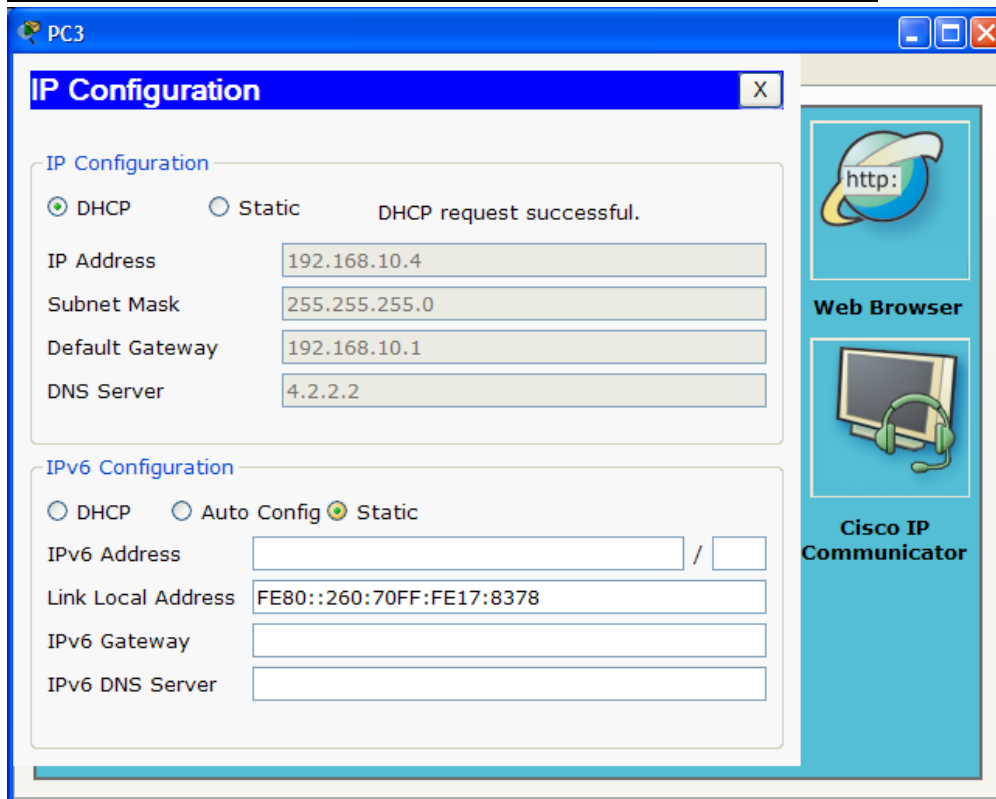 PC3
IP Configuration X
IP Configuration
DHCP Static DHCP request successful.
IP Address 192.168.10.4
Subnet Mask 255.255.255.0
Default Gateway 192.168.10.1
DNS Server 4.2.2.2
IPv6 Configuration
DHCP Auto Config Static
IPv6 Address /
Link Local Address FE80::260:70FF:FE17:8378
IPv6 Gateway
IPv6 DNS Server
http:
Web Browser
Cisco IP
Communicator